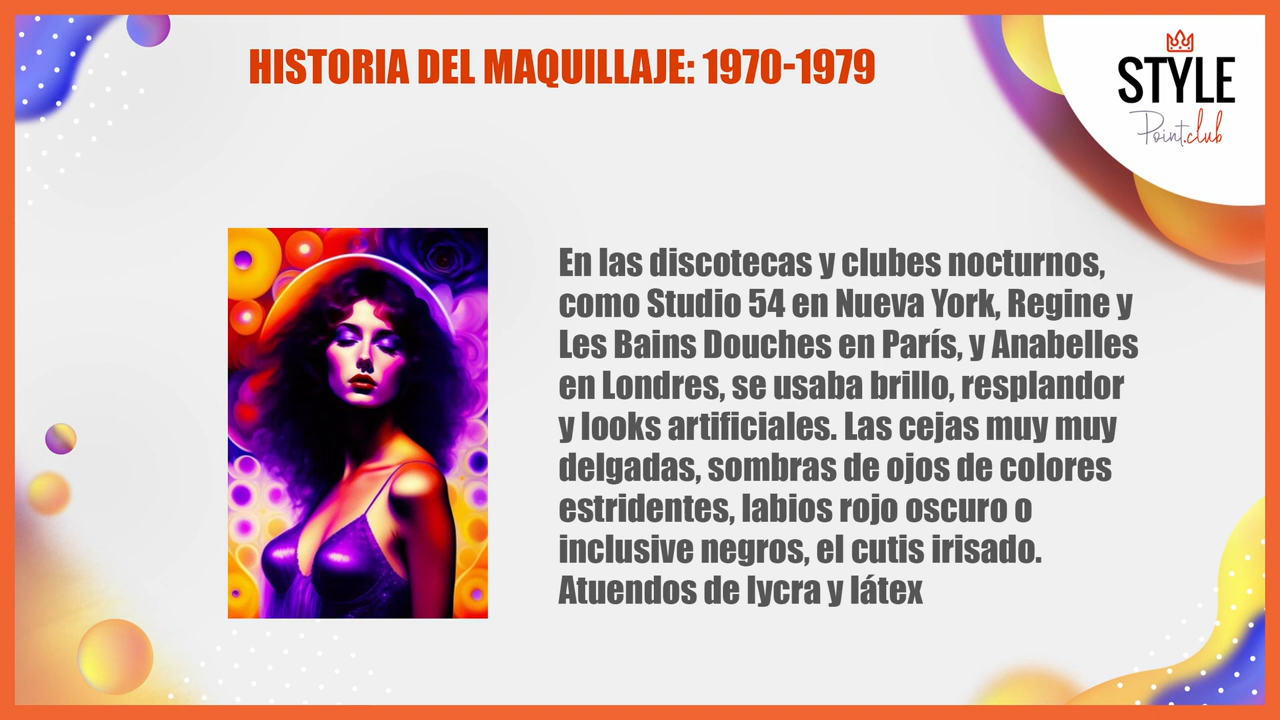 HISTORIA DEL MAQUILLAJE: 1970-1979
STYLE
Point.club
En las discotecas y clubes nocturnos,
como Studio 54 en Nueva York, Regine y
Les Bains Douches en París, y Anabelles
en Londres, se usaba brillo, resplandor
y looks artificiales. Las cejas muy muy
delgadas, sombras de ojos de colores
estridentes, labios rojo oscuro o
inclusive negros, el cutis irisado.
Atuendos de lycra y látex